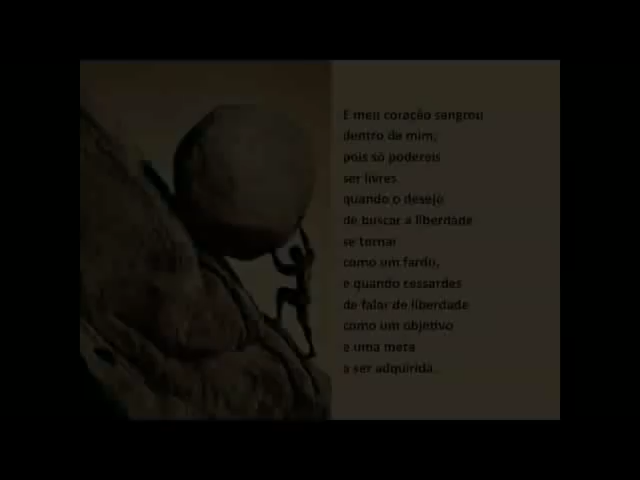 E meu coração sangrou
dentro de mim,
pois só podereis
ser livres
quando o desejo
de buscar a liberdade
se tornar
como um fardo,
e quando cessardes
de falar de liberdade
como um objetivo
e uma meta
a ser adquirida.